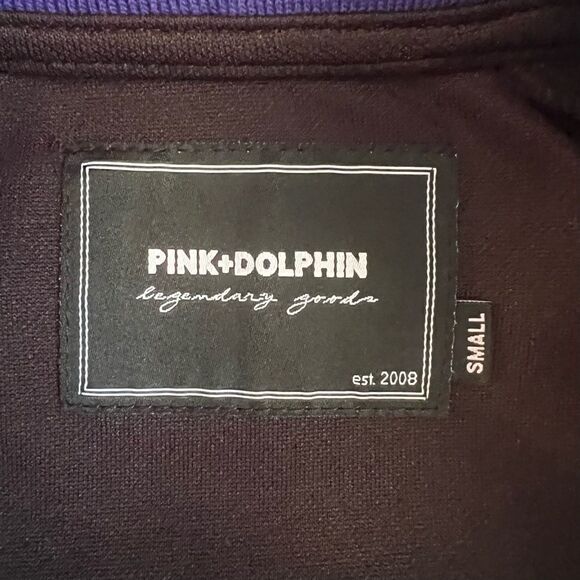 PINK+DOLPHIN
legendary goods
est. 2008
SMALL